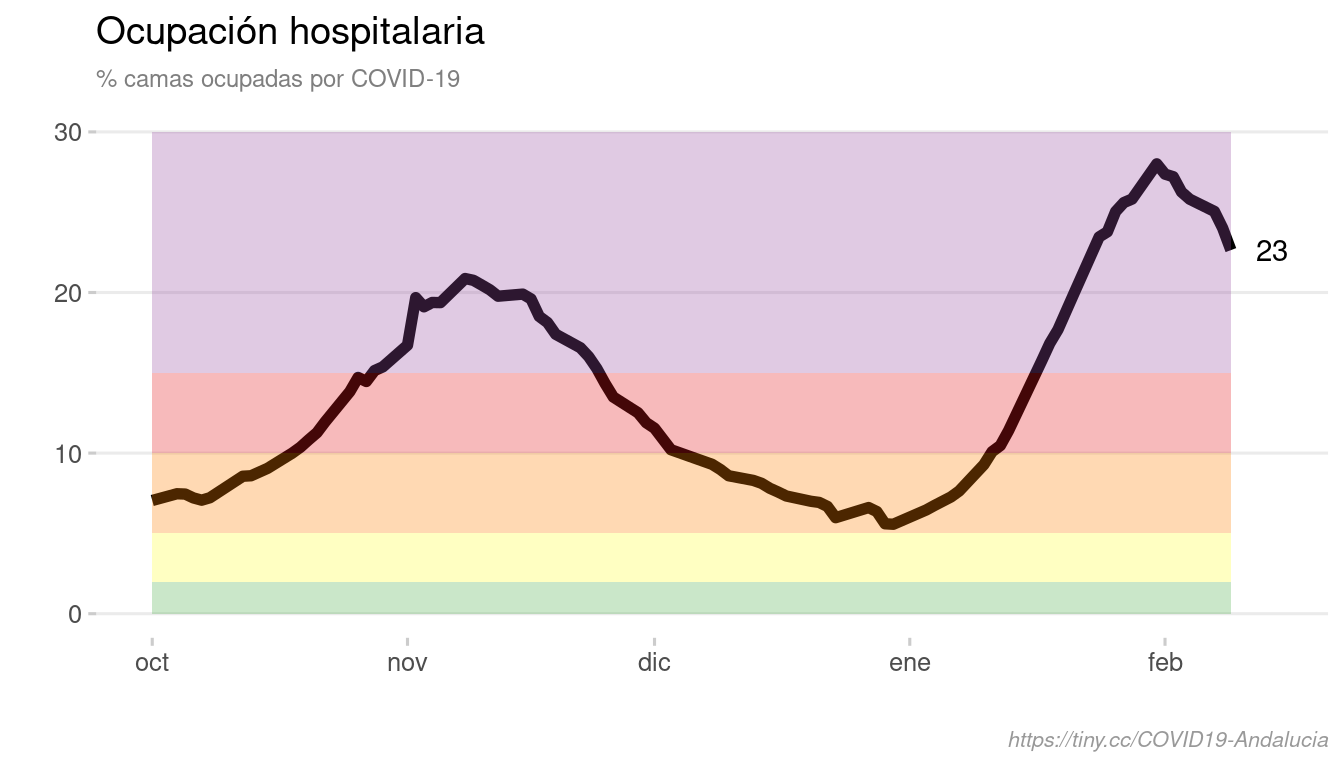 Ocupación hospitalaria
% camas ocupadas por COVID-19
30
20
10
0
23
oct nov dic ene feb
https://tiny.cc/COVID19-Andalucia